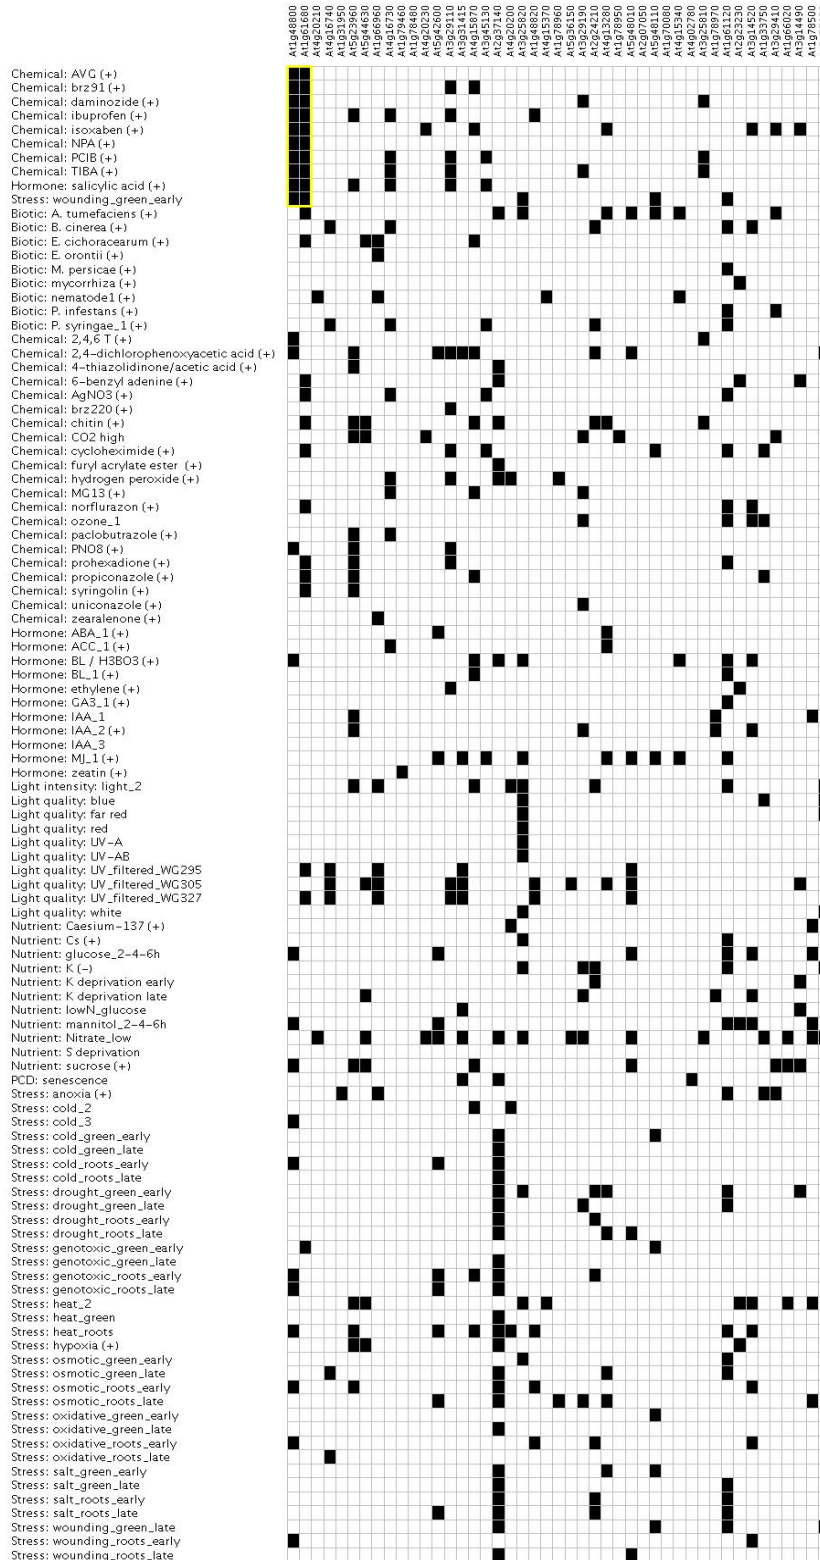 At1g48800
At1g61680
At4g20210
At4g16740
At1g31950
At5g23960
At5g44630
At1g66960
At4g16730
At1g79460
At1g78480
At4g20230
At5g42600
At3g29110
At3g31415
At4g15870
At3g45130
At2g37140
At4g20200
At3g25820
At1g48820
At4g15370
At1g78960
At5g36150
At3g29190
At2g24210
At4g13280
At1g78950
At5g48010
At2g07050
At5g48110
At1g70080
At4g15340
At4g02780
At3g25810
At1g78970
At1g61120
At2g23230
At3g14520
At1g33750
At3g29410
At1g66020
At3g14490
At1g78500
Chemical: AVG (+)
Chemical: brz91 (+)
Chemical: daminozide (+)
Chemical: ibuprofen (+)
Chemical: isoxaben (+)
Chemical: NPA (+)
Chemical: PCIB (+)
Chemical: TIBA (+)
Hormone: salicylic acid (+)
Stress: wounding_green_early
Biotic: A. tumefaciens (+)
Biotic: B. cinerea (+)
Biotic: E. cichoracearum (+)
Biotic: E. orontii (+)
Biotic: M. persicae (+)
Biotic: mycorrhiza (+)
Biotic: nematode1 (+)
Biotic: P. infestans (+)
Biotic: P. syringae_1 (+)
Chemical: 2,4,6 T (+)
Chemical: 2,4-dichlorophenoxyacetic acid (+)
Chemical: 4-thiazolidinone/acetic acid (+)
Chemical: 6-benzyl adenine (+)
Chemical: AgNO3 (+)
Chemical: brz220 (+)
Chemical: chitin (+)
Chemical: CO2 high
Chemical: cycloheximide (+)
Chemical: furyl acrylate ester (+)
Chemical: hydrogen peroxide (+)
Chemical: MG13 (+)
Chemical: norflurazon (+)
Chemical: ozone_1
Chemical: paclobutrazole (+)
Chemical: PNO8 (+)
Chemical: prohexadione (+)
Chemical: propiconazole (+)
Chemical: syringolin (+)
Chemical: uniconazole (+)
Chemical: zearalenone (+)
Hormone: ABA_1 (+)
Hormone: ACC_1 (+)
Hormone: BL / H3BO3 (+)
Hormone: BL_1 (+)
Hormone: ethylene (+)
Hormone: GA3_1 (+)
Hormone: IAA_1
Hormone: IAA_2 (+)
Hormone: IAA_3
Hormone: MJ_1 (+)
Hormone: zeatin (+)
Light intensity: light_2
Light quality: blue
Light quality: far red
Light quality: red
Light quality: UV-A
Light quality: UV-AB
Light quality: UV_filtered_WG295
Light quality: UV_filtered_WG305
Light quality: UV_filtered_WG327
Light quality: white
Nutrient: Caesium-137 (+)
Nutrient: Cs (+)
Nutrient: glucose_2-4-6h
Nutrient: K (-)
Nutrient: K deprivation early
Nutrient: K deprivation late
Nutrient: lowN_glucose
Nutrient: mannitol_2-4-6h
Nutrient: Nitrate_low
Nutrient: S deprivation
Nutrient: sucrose (+)
PCD: senescence
Stress: anoxia (+)
Stress: cold_2
Stress: cold_3
Stress: cold_green_early
Stress: cold_green_late
Stress: cold_roots_early
Stress: cold_roots_late
Stress: drought_green_early
Stress: drought_green_late
Stress: drought_roots_early
Stress: drought_roots_late
Stress: genotoxic_green_early
Stress: genotoxic_green_late
Stress: genotoxic_roots_early
Stress: genotoxic_roots_late
Stress: heat_2
Stress: heat_green
Stress: heat_roots
Stress: hypoxia (+)
Stress: osmotic_green_early
Stress: osmotic_green_late
Stress: osmotic_roots_early
Stress: osmotic_roots_late
Stress: oxidative_green_early
Stress: oxidative_green_late
Stress: oxidative_roots_early
Stress: oxidative_roots_late
Stress: salt_green_early
Stress: salt_green_late
Stress: salt_roots_early
Stress: salt_roots_late
Stress: wounding_green_late
Stress: wounding_roots_early
Stress: wounding_roots_late